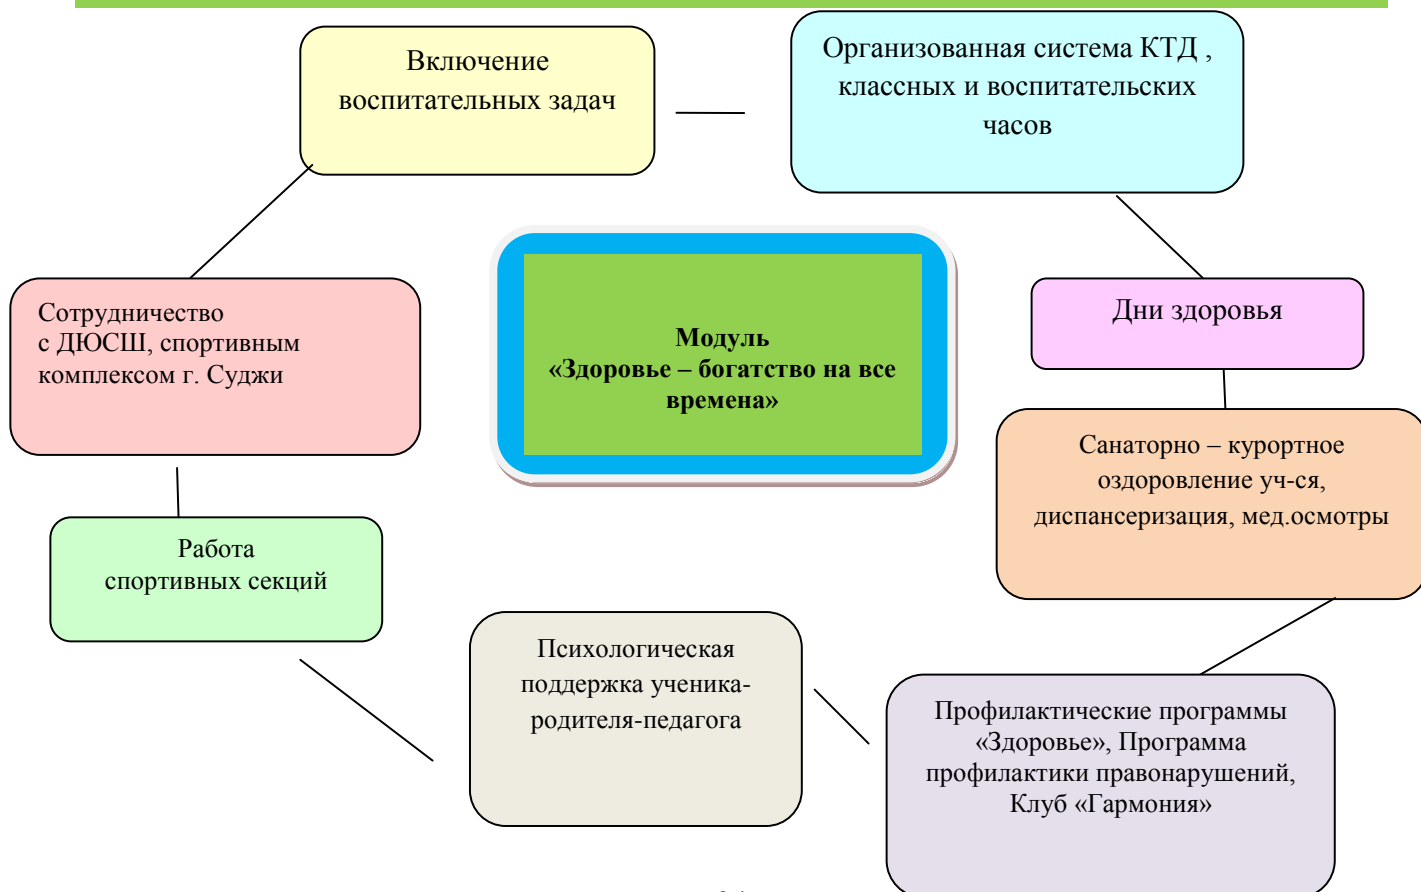 Включение
воспитательных задач
Организованная система КТД ,
классных и воспитательских
часов
Сотрудничество
с ДЮСШ, спортивным
комплексом г. Суджи
Модуль
«Здоровье – богатство на все
времена»
Дни здоровья
Санаторно – курортное
оздоровление уч-ся,
диспансеризация, мед.осмотры
Работа
спортивных секций
Психологическая
поддержка ученика-
родителя-педагога
Профилактические программы
«Здоровье», Программа
профилактики правонарушений,
Клуб «Гармония»